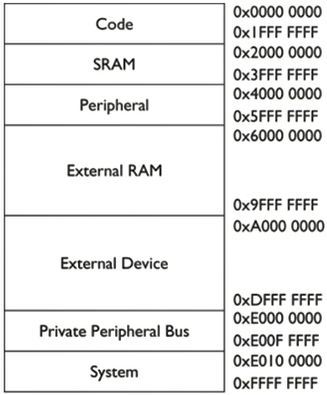 Code
0x0000 0000
0x1FFF FFFF
SRAM
0x2000 0000
0x3FFF FFFF
Peripheral
0x4000 0000
0x5FFF FFFF
External RAM
0x6000 0000
0x9FFF FFFF
External Device
0xA000 0000
0xDFFF FFFF
Private Peripheral Bus
0xE000 0000
0xE00F FFFF
System
0xE010 0000
0xFFFF FFFF